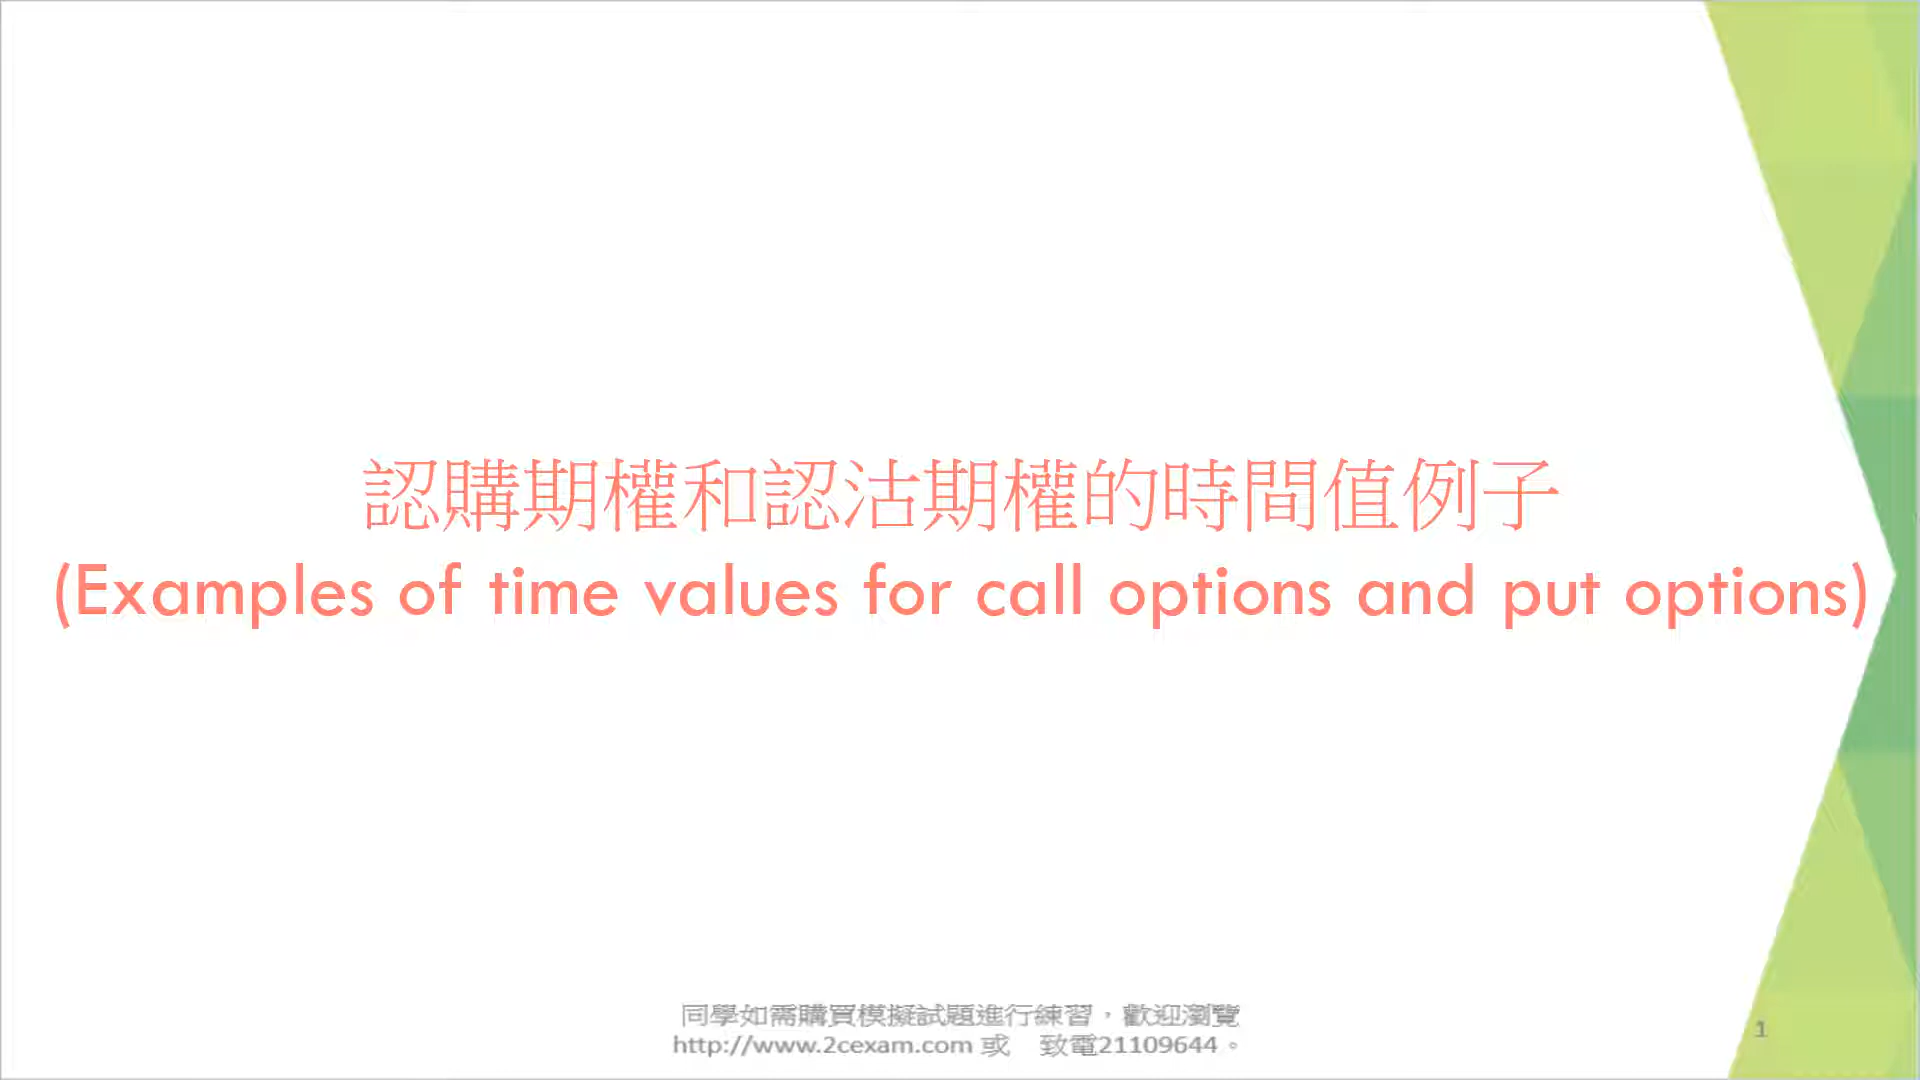 認購期權和認沽期權的時間值例子
(Examples of time values for call options and put options)
同學如需購買模擬試題進行練習，歡迎瀏覽
http://www.2cexam.com 或　致電21109644。
1